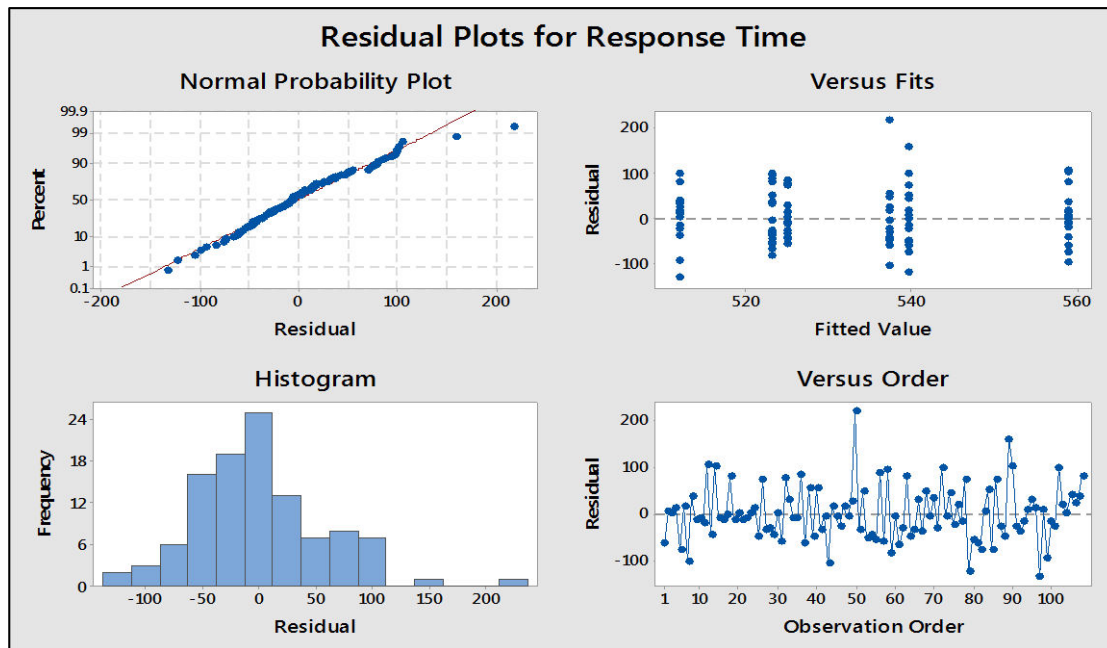 Residual Plots for Response Time
Normal Probability Plot
99.9
99
90
50
10
1
0.1
Percent
-200 -100 0 100 200
Residual
Versus Fits
200
100
0
-100
Residual
520 540 560
Fitted Value
Histogram
24
18
12
6
0
Frequency
-100 -50 0 50 100 150 200
Residual
Versus Order
200
100
0
-100
Residual
1 10 20 30 40 50 60 70 80 90 100
Observation Order